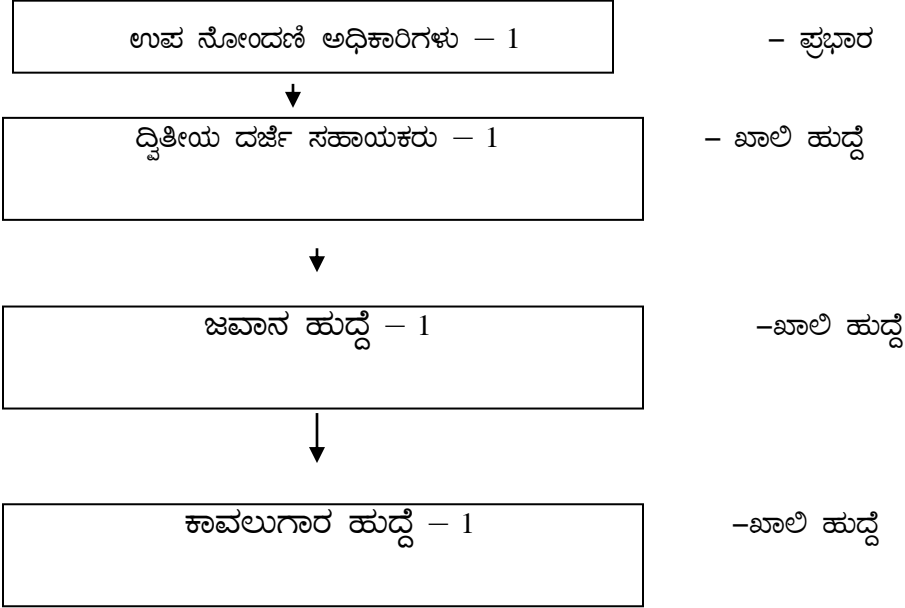 ಉಪ ನೋಂದಣಿ ಅಧಿಕಾರಿಗಳು – 1 – ಪ್ರಭಾರ
ದ್ವಿತೀಯ ದರ್ಜೆ ಸಹಾಯಕರು – 1 – ಖಾಲಿ ಹುದ್ದೆ
ಜವಾನ ಹುದ್ದೆ – 1 –ಖಾಲಿ ಹುದ್ದೆ
ಕಾವಲುಗಾರ ಹುದ್ದೆ – 1 –ಖಾಲಿ ಹುದ್ದೆ